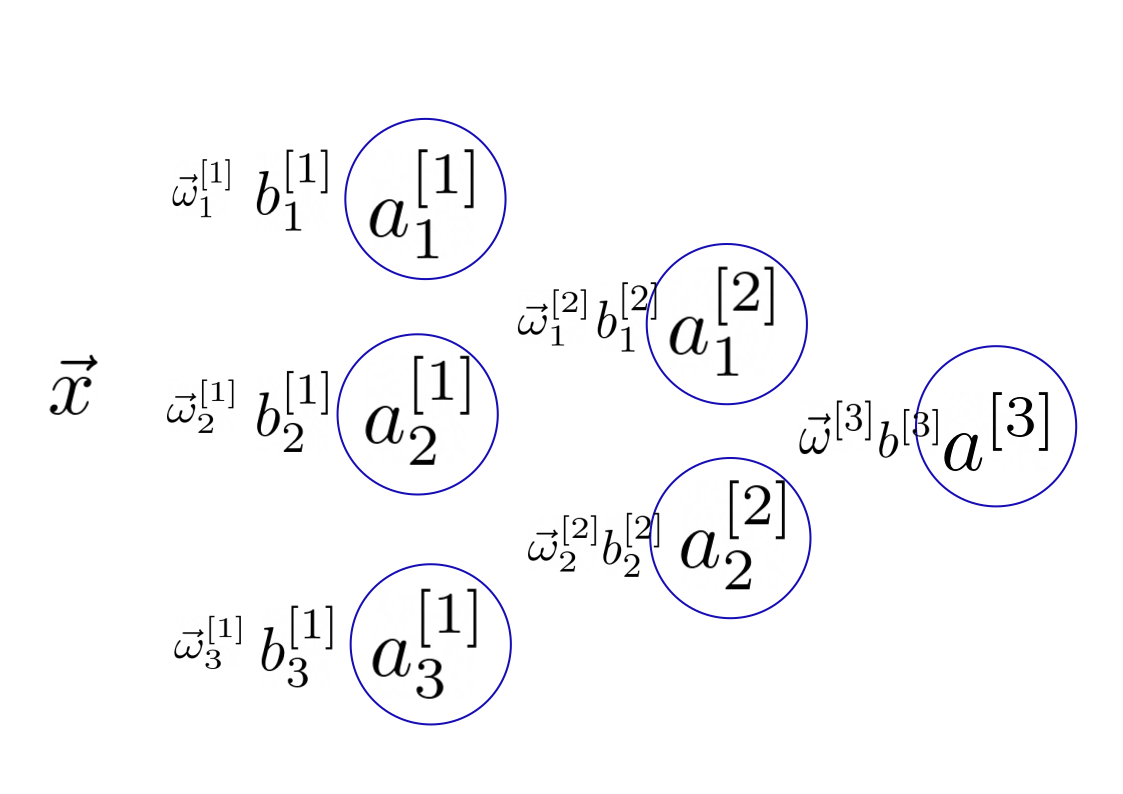 $\vec{\omega}_1^{[1]}$ $b_1^{[1]}$ $a_1^{[1]}$
$\vec{\omega}_1^{[2]}$ $b_1^{[2]}$ $a_1^{[2]}$
$\vec{x}$
$\vec{\omega}_2^{[1]}$ $b_2^{[1]}$ $a_2^{[1]}$
$\vec{\omega}^{[3]}$ $b^{[3]}$ $a^{[3]}$
$\vec{\omega}_2^{[2]}$ $b_2^{[2]}$ $a_2^{[2]}$
$\vec{\omega}_3^{[1]}$ $b_3^{[1]}$ $a_3^{[1]}$